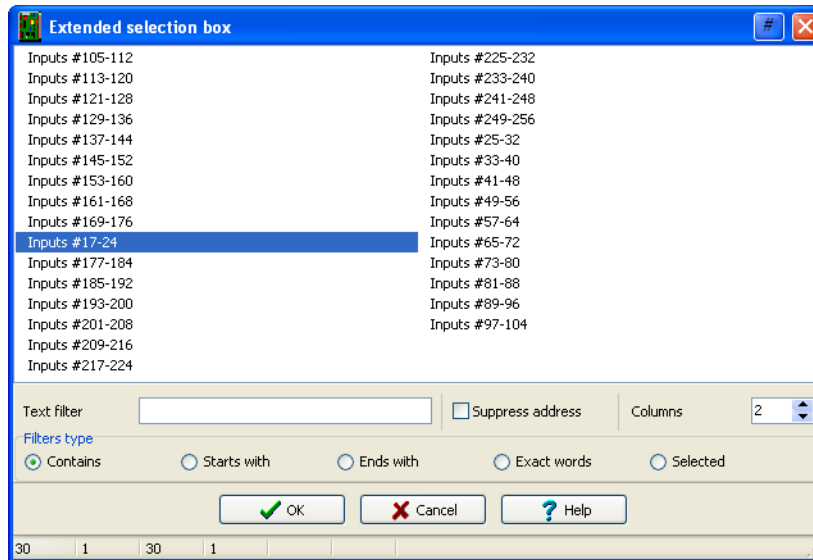 Extended selection box
#
Inputs #105-112
Inputs #113-120
Inputs #121-128
Inputs #129-136
Inputs #137-144
Inputs #145-152
Inputs #153-160
Inputs #161-168
Inputs #169-176
Inputs #17-24
Inputs #177-184
Inputs #185-192
Inputs #193-200
Inputs #201-208
Inputs #209-216
Inputs #217-224
Inputs #225-232
Inputs #233-240
Inputs #241-248
Inputs #249-256
Inputs #25-32
Inputs #33-40
Inputs #41-48
Inputs #49-56
Inputs #57-64
Inputs #65-72
Inputs #73-80
Inputs #81-88
Inputs #89-96
Inputs #97-104
Text filter Suppress address Columns 2
Filters type
Contains Starts with Ends with Exact words Selected
OK Cancel Help
30 1 30 1